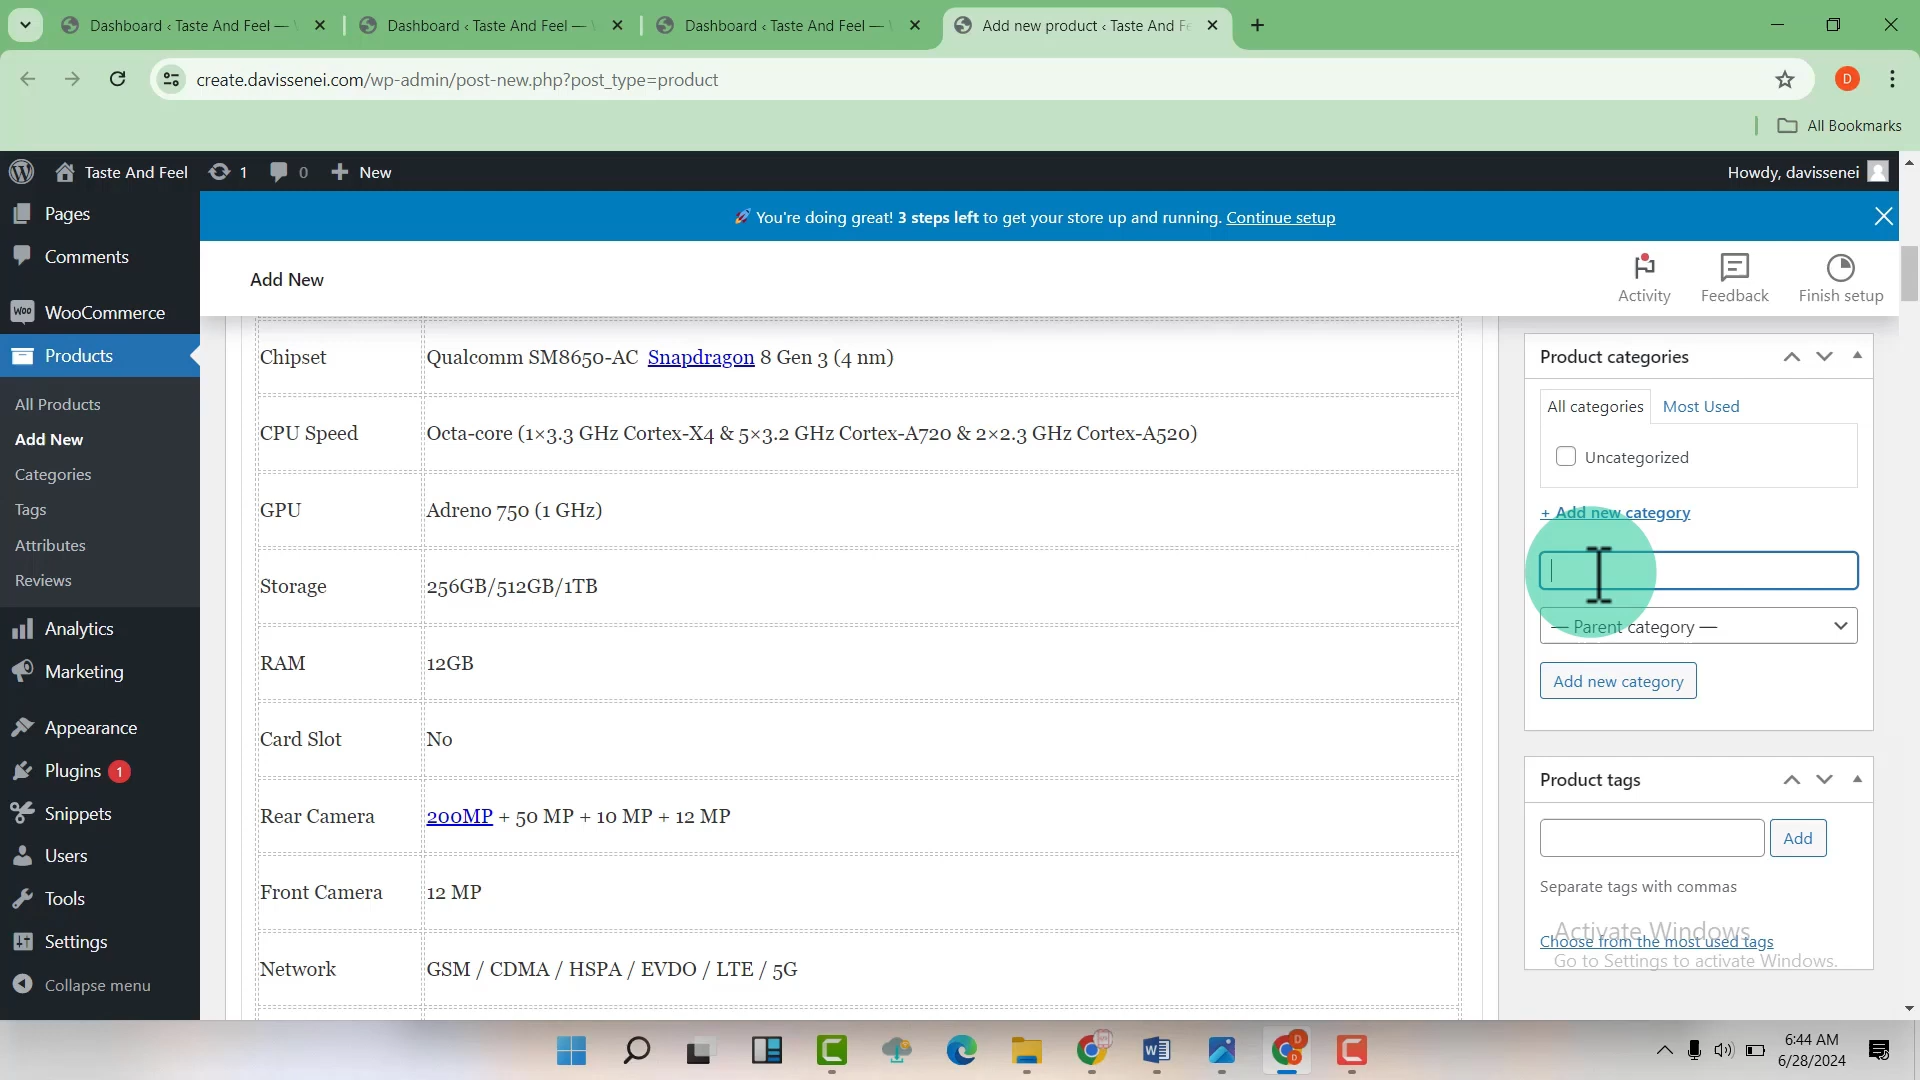 Dashboard ‹ Taste And Feel —
Dashboard ‹ Taste And Feel —
Dashboard ‹ Taste And Feel —
Add new product ‹ Taste And Fe
create.davissenei.com/wp-admin/post-new.php?post_type=product
D
All Bookmarks
Taste And Feel
1
0
New
Howdy, davissenei
Pages
Comments
WooCommerce
Products
All Products
Add New
Categories
Tags
Attributes
Reviews
Analytics
Marketing
Appearance
Plugins 1
Snippets
Users
Tools
Settings
Collapse menu
🚀 You're doing great! 3 steps left to get your store up and running. Continue setup
Add New
Activity
Feedback
Finish setup
Chipset Qualcomm SM8650-AC Snapdragon 8 Gen 3 (4 nm)
CPU Speed Octa-core (1×3.3 GHz Cortex-X4 & 5×3.2 GHz Cortex-A720 & 2×2.3 GHz Cortex-A520)
GPU Adreno 750 (1 GHz)
Storage 256GB/512GB/1TB
RAM 12GB
Card Slot No
Rear Camera 200MP + 50 MP + 10 MP + 12 MP
Front Camera 12 MP
Network GSM / CDMA / HSPA / EVDO / LTE / 5G
Product categories
All categories Most Used
Uncategorized
+ Add new category
— Parent category —
Add new category
Product tags
Add
Separate tags with commas
Choose from the most used tags
Activate Windows
Go to Settings to activate Windows.
6:44 AM
6/28/2024